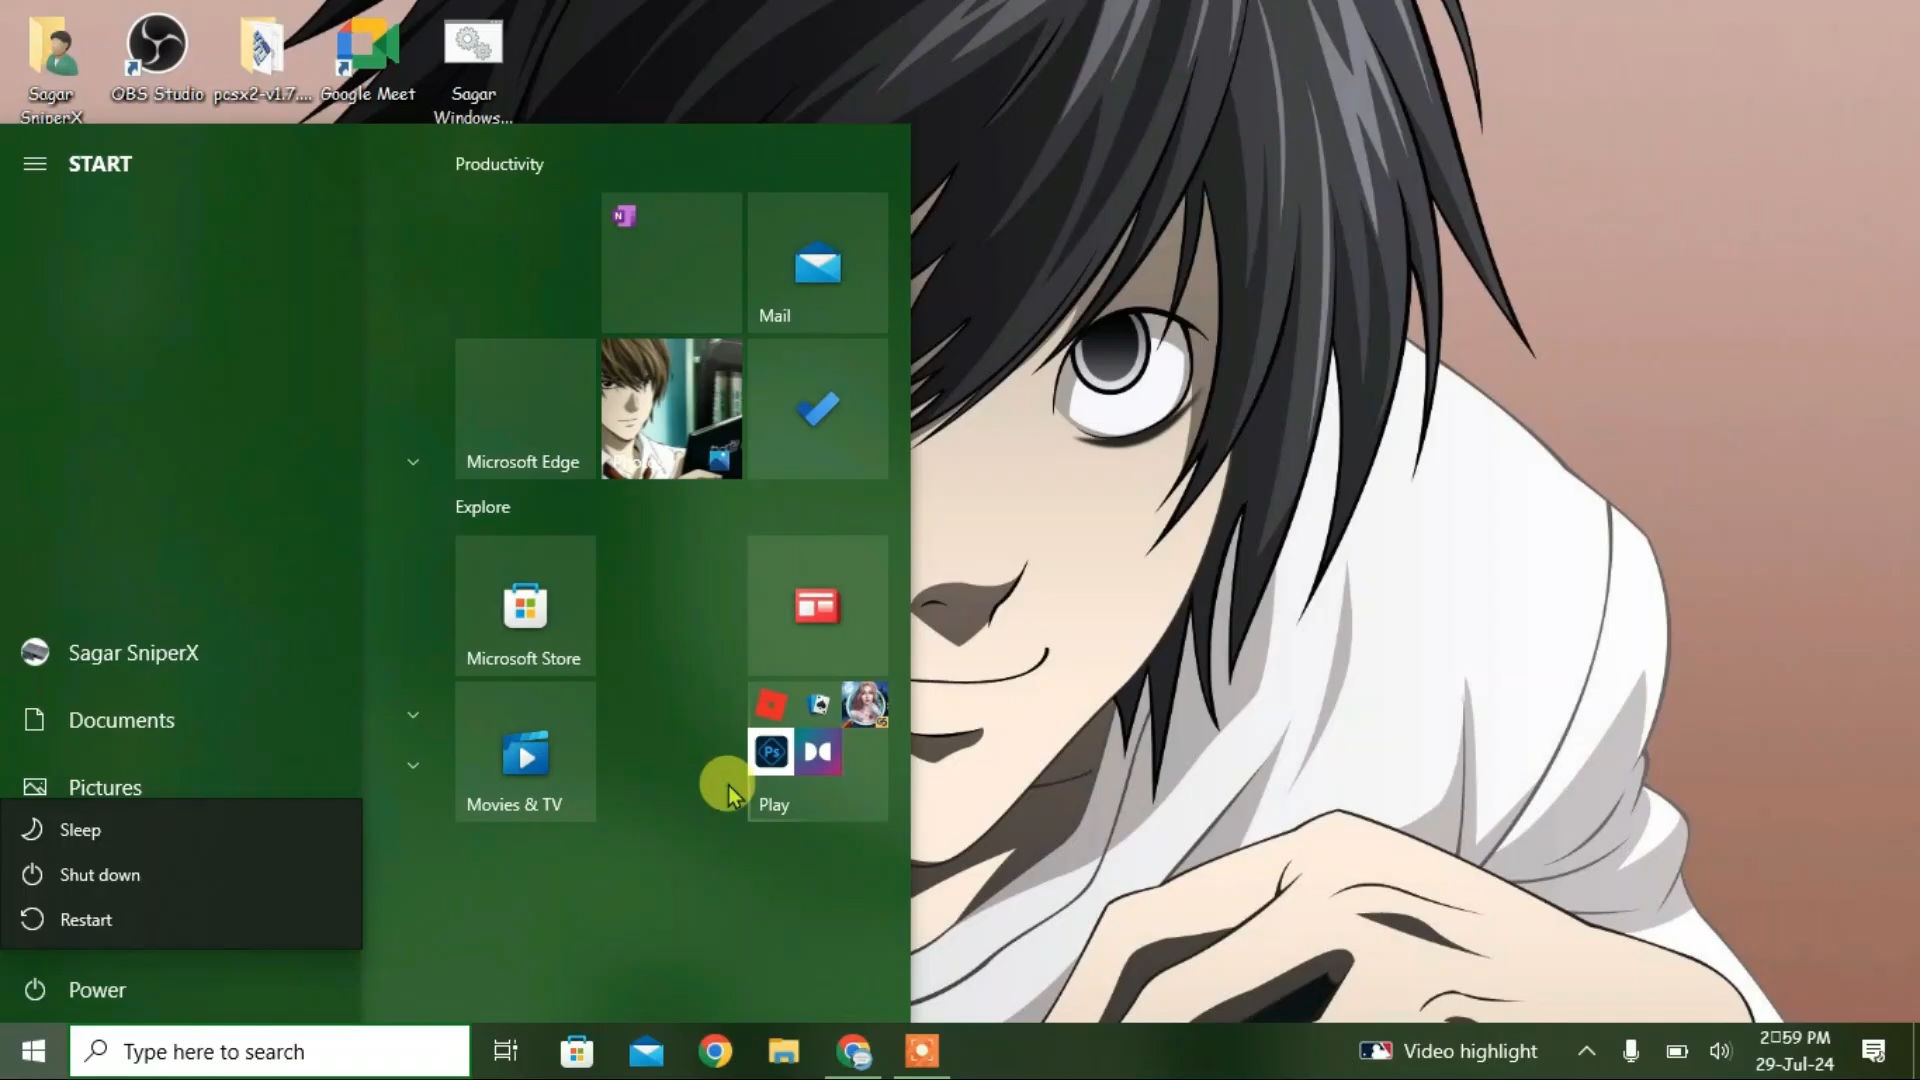 Sagar
SniperX
OBS Studio
pcsx2-v1.7....
Google Meet
Sagar
Windows...
START
Productivity
N
Mail
Microsoft Edge
Photos
Explore
Microsoft Store
Sagar SniperX
Documents
Pictures
Movies & TV
Ps
Play
Sleep
Shut down
Restart
Power
Type here to search
Video highlight
2□59 PM
29-Jul-24